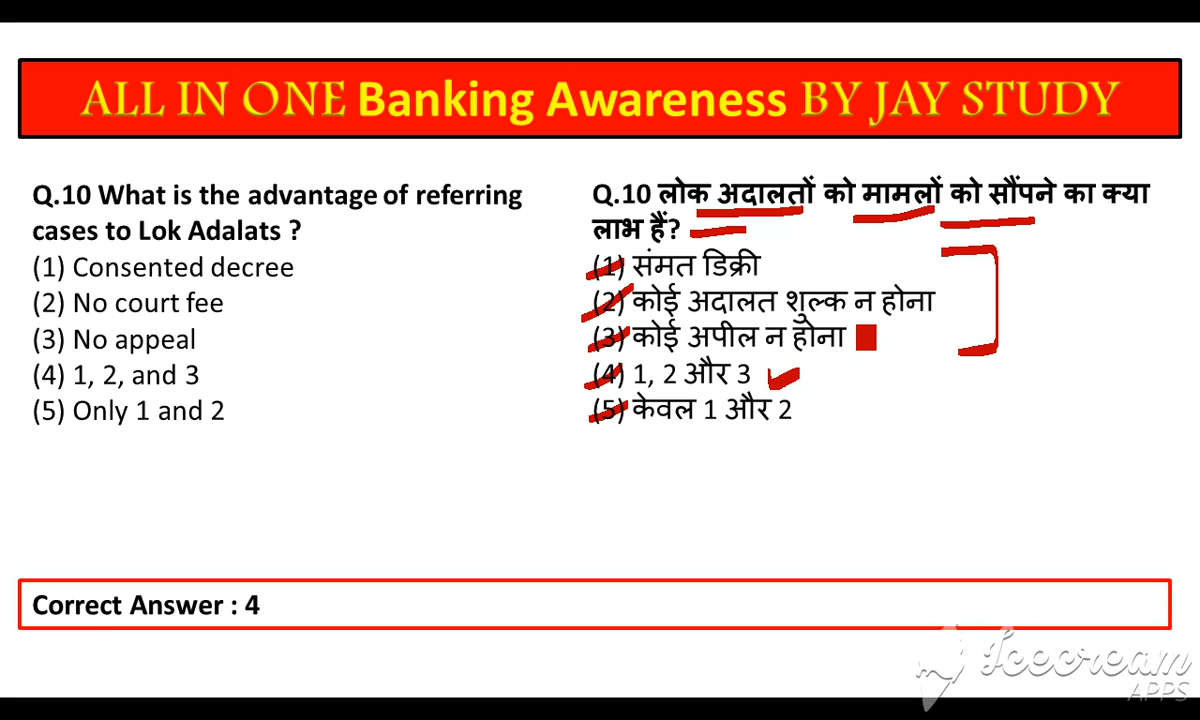 ALL IN ONE Banking Awareness BY JAY STUDY
Q.10 What is the advantage of referring
cases to Lok Adalats ?
(1) Consented decree
(2) No court fee
(3) No appeal
(4) 1, 2, and 3
(5) Only 1 and 2
Q.10 लोक अदालतों को मामलों को सौंपने का क्या
लाभ हैं?
(1) संमत डिक्री
(2) कोई अदालत शुल्क न होना
(3) कोई अपील न होना
(4) 1, 2 और 3
(5) केवल 1 और 2
Correct Answer : 4
Icecream
APPS